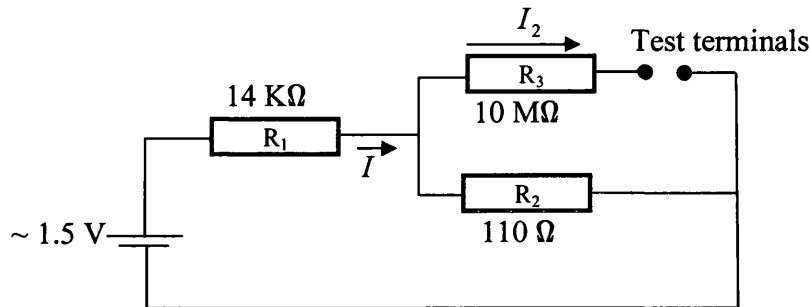 I₂
Test terminals
R₃
14 KΩ
10 MΩ
R₁
I
R₂
~ 1.5 V
110 Ω